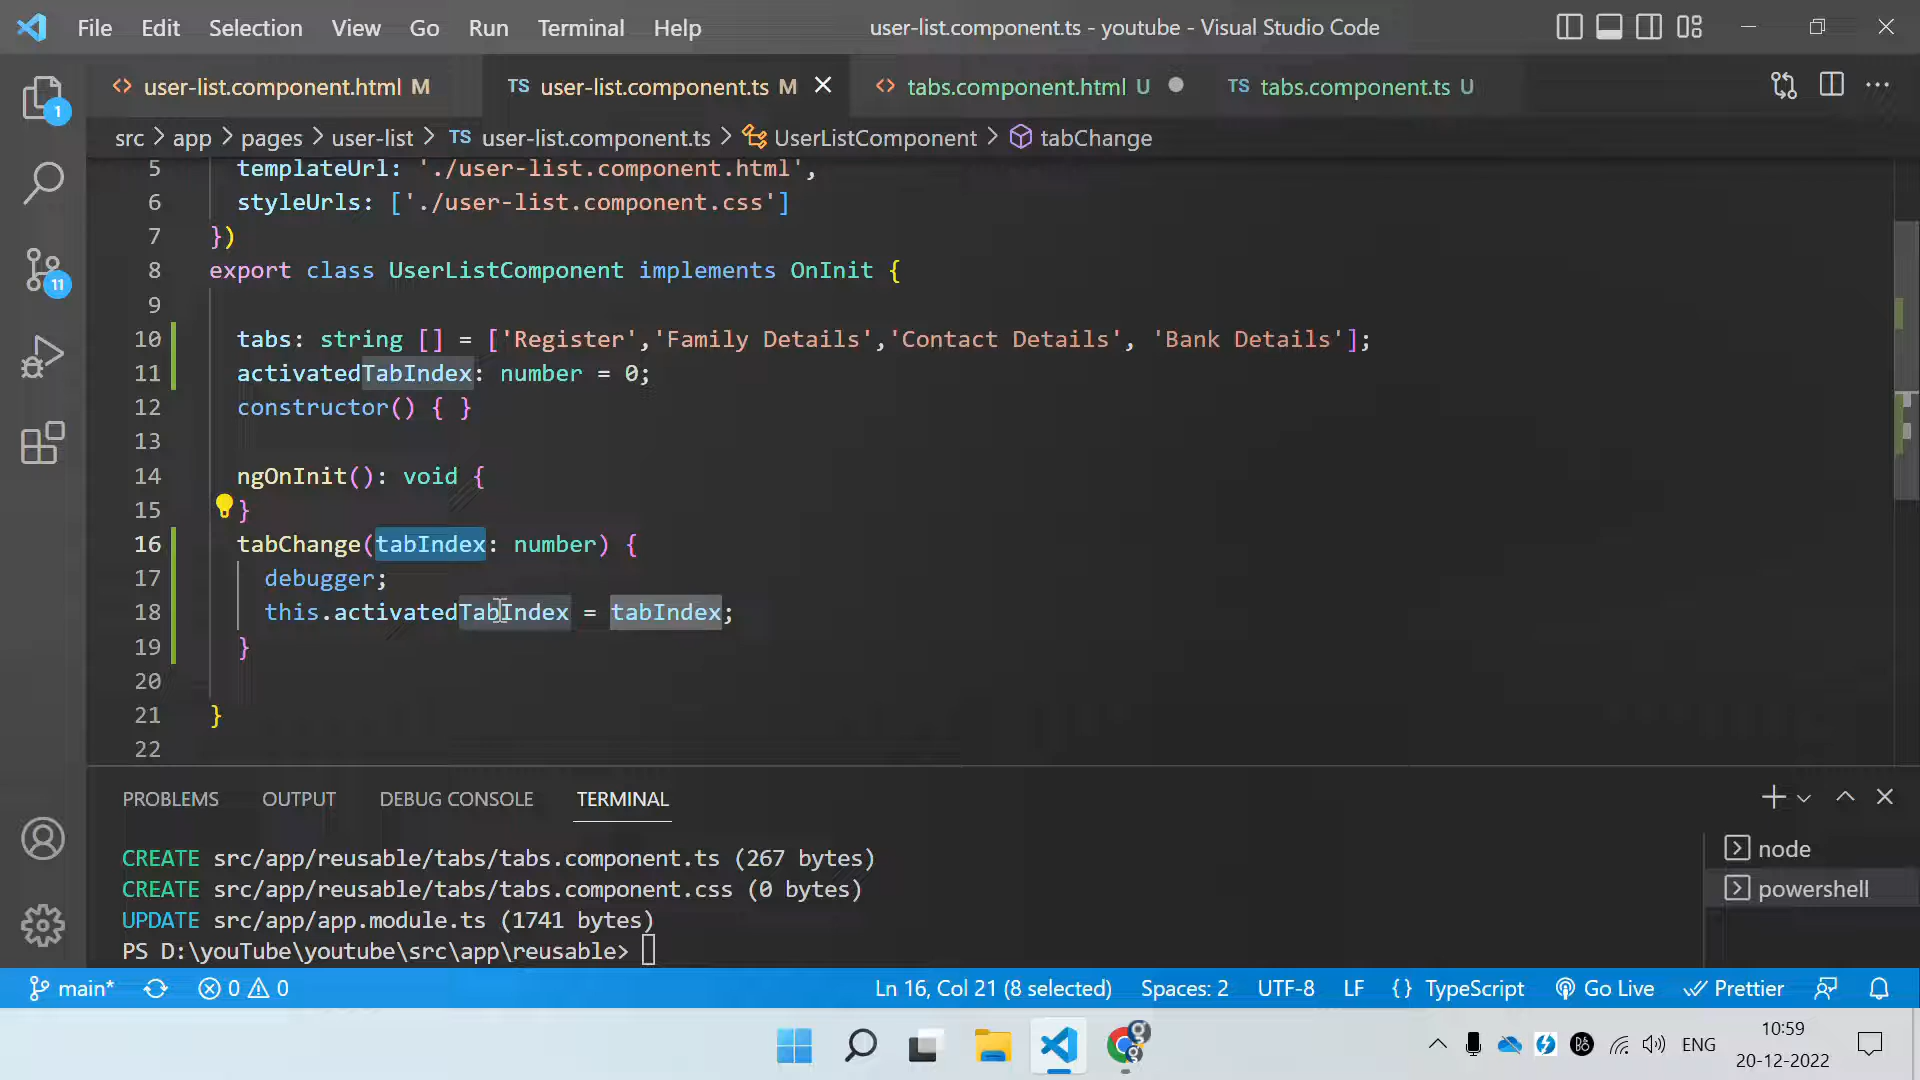 File Edit Selection View Go Run Terminal Help user-list.component.ts - youtube - Visual Studio Code
user-list.component.html M TS user-list.component.ts M tabs.component.html U TS tabs.component.ts U
1
src > app > pages > user-list > TS user-list.component.ts > UserListComponent > tabChange
5 templateUrl: './user-list.component.html',
6 styleUrls: ['./user-list.component.css']
7 })
8 export class UserListComponent implements OnInit {
9
10 tabs: string [] = ['Register','Family Details','Contact Details', 'Bank Details'];
11 activatedTabIndex: number = 0;
12 constructor() { }
13
14 ngOnInit(): void {
15 }
16 tabChange(tabIndex: number) {
17 debugger;
18 this.activatedTabIndex = tabIndex;
19 }
20
21 }
22
11
PROBLEMS OUTPUT DEBUG CONSOLE TERMINAL
CREATE src/app/reusable/tabs/tabs.component.ts (267 bytes)
CREATE src/app/reusable/tabs/tabs.component.css (0 bytes)
UPDATE src/app/app.module.ts (1741 bytes)
PS D:\youTube\youtube\src\app\reusable>
node
powershell
main* 0 0 Ln 16, Col 21 (8 selected) Spaces: 2 UTF-8 LF {} TypeScript Go Live Prettier
ENG 10:59
20-12-2022